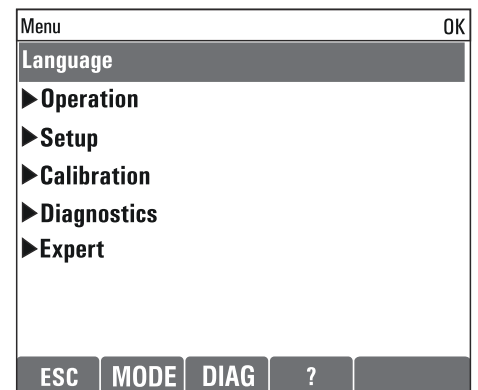 Menu OK
Language
▶Operation
▶Setup
▶Calibration
▶Diagnostics
▶Expert
ESC MODE DIAG ?